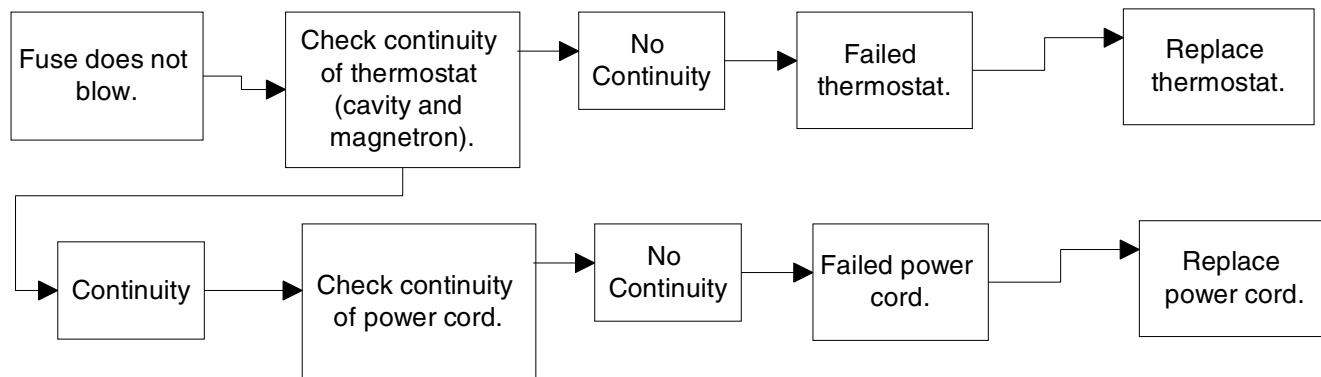 Fuse does not
blow.
Check continuity
of thermostat
(cavity and
magnetron).
No
Continuity
Failed
thermostat.
Replace
thermostat.
Continuity
Check continuity
of power cord.
No
Continuity
Failed power
cord.
Replace
power cord.